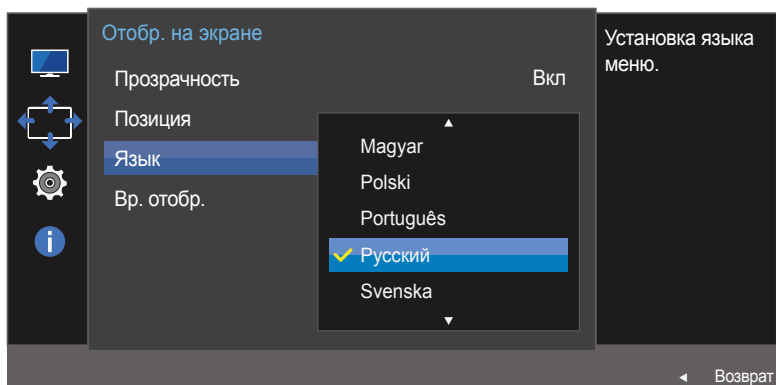 Отобр. на экране
Прозрачность Вкл
Позиция
Язык
Вр. отобр.
Magyar
Polski
Português
Русский
Svenska
Установка языка
меню.
Возврат